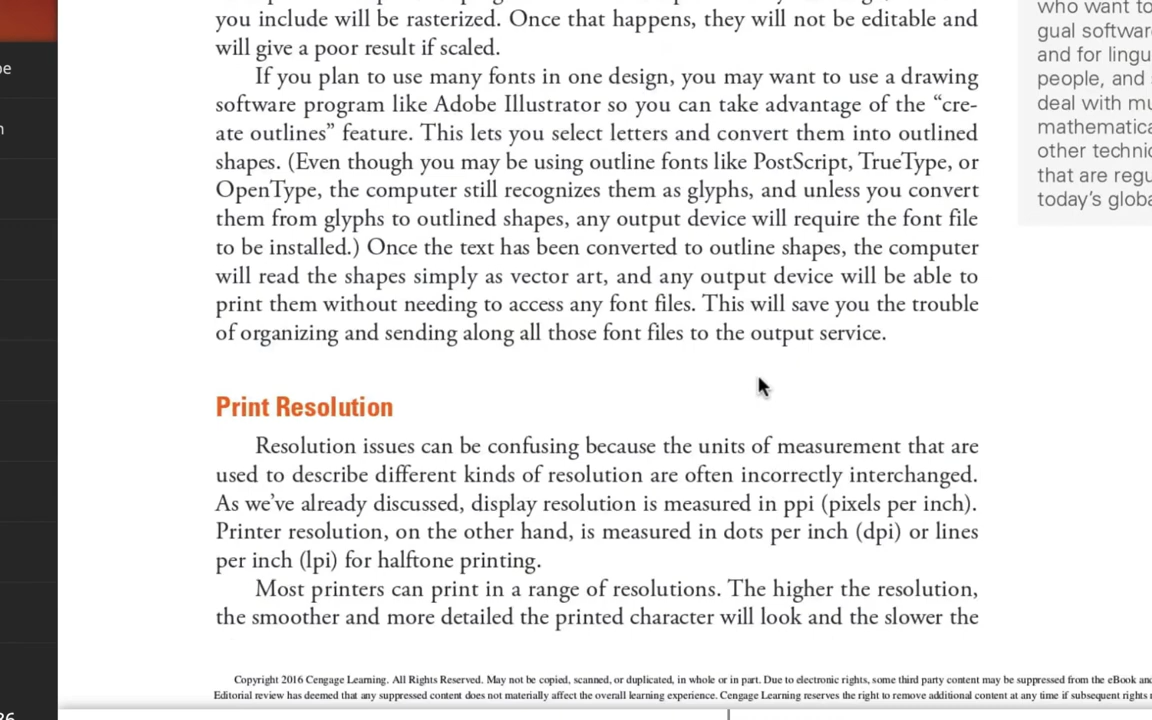 you include will be rasterized. Once that happens, they will not be editable and
will give a poor result if scaled.
If you plan to use many fonts in one design, you may want to use a drawing
software program like Adobe Illustrator so you can take advantage of the “cre-
ate outlines” feature. This lets you select letters and convert them into outlined
shapes. (Even though you may be using outline fonts like PostScript, TrueType, or
OpenType, the computer still recognizes them as glyphs, and unless you convert
them from glyphs to outlined shapes, any output device will require the font file
to be installed.) Once the text has been converted to outline shapes, the computer
will read the shapes simply as vector art, and any output device will be able to
print them without needing to access any font files. This will save you the trouble
of organizing and sending along all those font files to the output service.
Print Resolution
Resolution issues can be confusing because the units of measurement that are
used to describe different kinds of resolution are often incorrectly interchanged.
As we’ve already discussed, display resolution is measured in ppi (pixels per inch).
Printer resolution, on the other hand, is measured in dots per inch (dpi) or lines
per inch (lpi) for halftone printing.
Most printers can print in a range of resolutions. The higher the resolution,
the smoother and more detailed the printed character will look and the slower the
who want to
gual softwar
and for lingu
people, and
deal with mu
mathematica
other technic
that are regu
today’s globa
Copyright 2016 Cengage Learning. All Rights Reserved. May not be copied, scanned, or duplicated, in whole or in part. Due to electronic rights, some third party content may be suppressed from the eBook and
Editorial review has deemed that any suppressed content does not materially affect the overall learning experience. Cengage Learning reserves the right to remove additional content at any time if subsequent rights